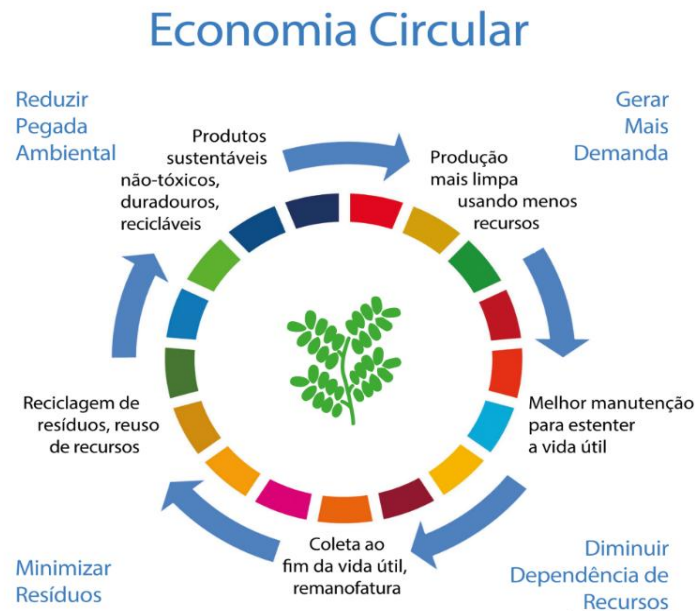 Economia Circular
Reduzir
Pegada
Ambiental
Gerar
Mais
Demanda
Produtos
sustentáveis
não-tóxicos,
duradouros,
recicláveis
Produção
mais limpa
usando menos
recursos
Melhor manutenção
para estenter
a vida útil
Coleta ao
fim da vida útil,
remanofatura
Reciclagem de
resíduos, reuso
de recursos
Minimizar
Resíduos
Diminuir
Dependência de
Recursos